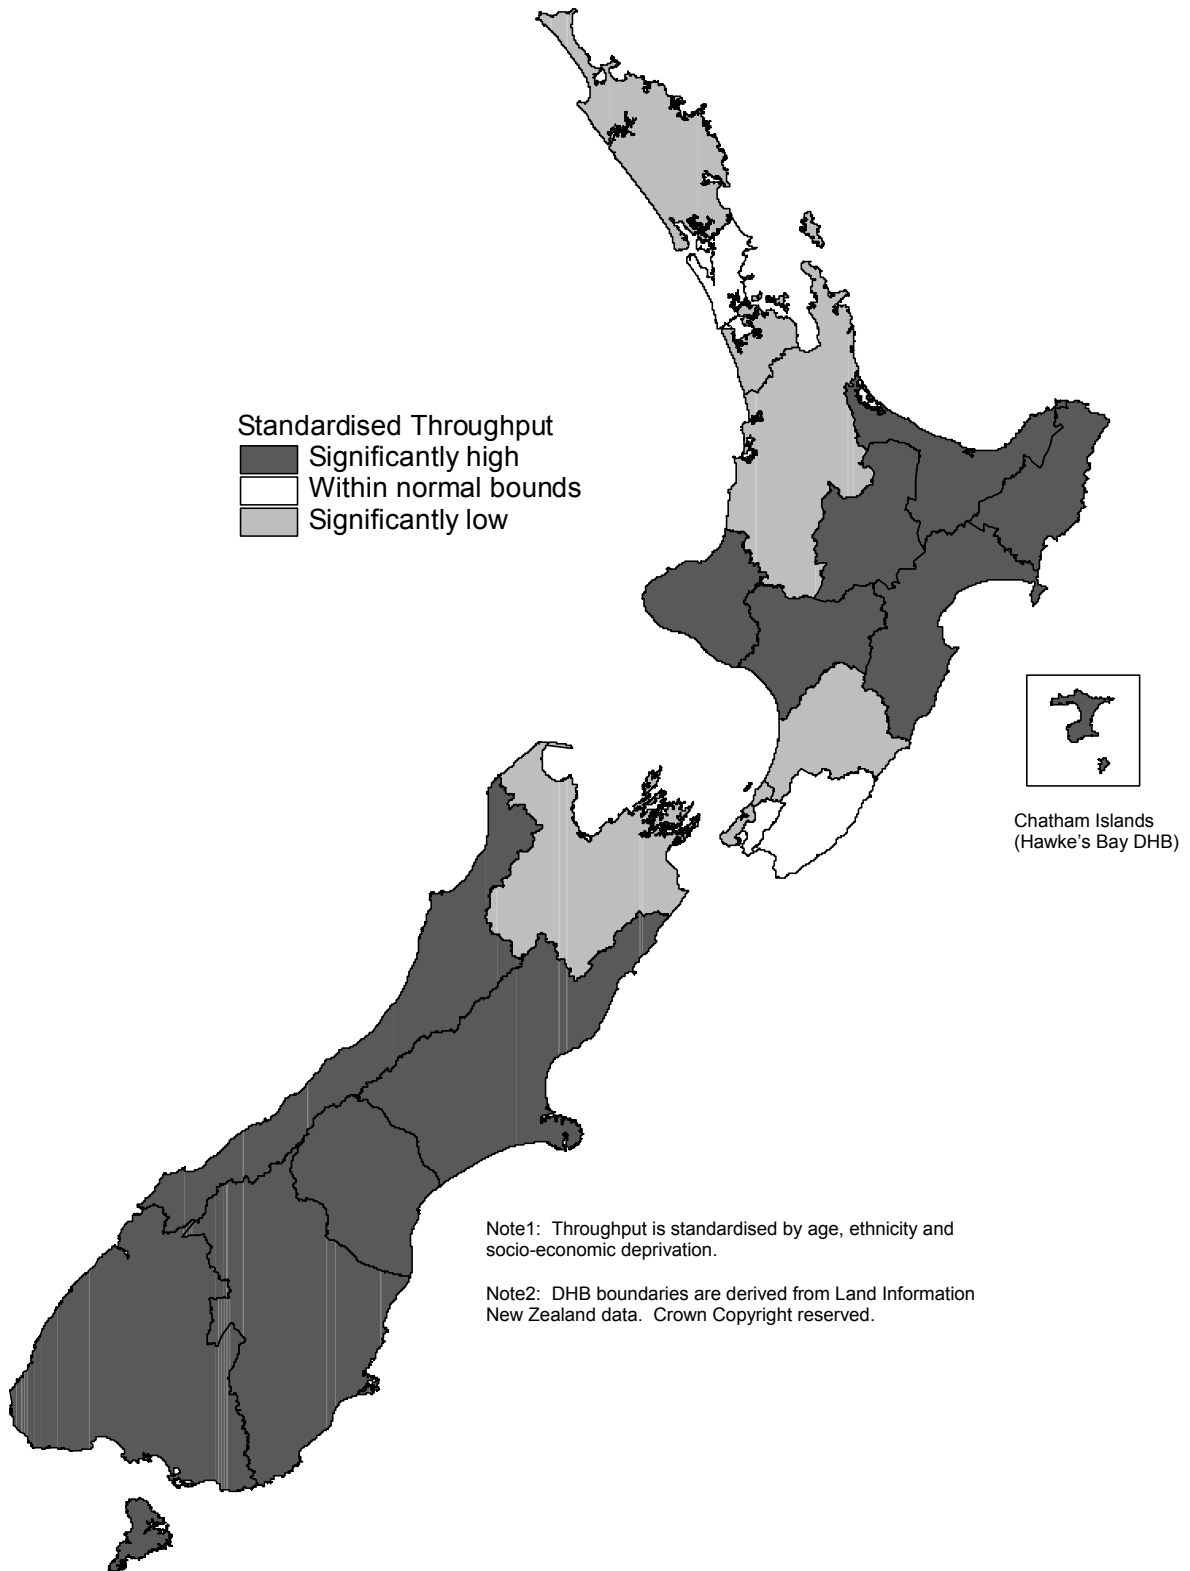 Standardised Throughput
Significantly high
Within normal bounds
Significantly low
Chatham Islands
(Hawke's Bay DHB)
Note1:  Throughput is standardised by age, ethnicity and
socio-economic deprivation.
Note2:  DHB boundaries are derived from Land Information
New Zealand data.  Crown Copyright reserved.